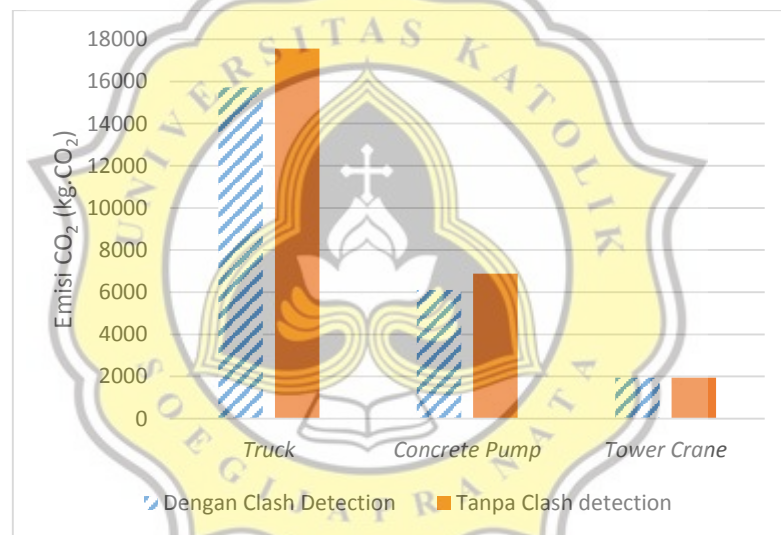 UNIVERSITAS KATOLIK
SOEGIJAPRANATA
Emisi CO₂ (kg.CO₂)
18000
16000
14000
12000
10000
8000
6000
4000
2000
0
Truck
Concrete Pump
Tower Crane
Dengan Clash Detection
Tanpa Clash detection